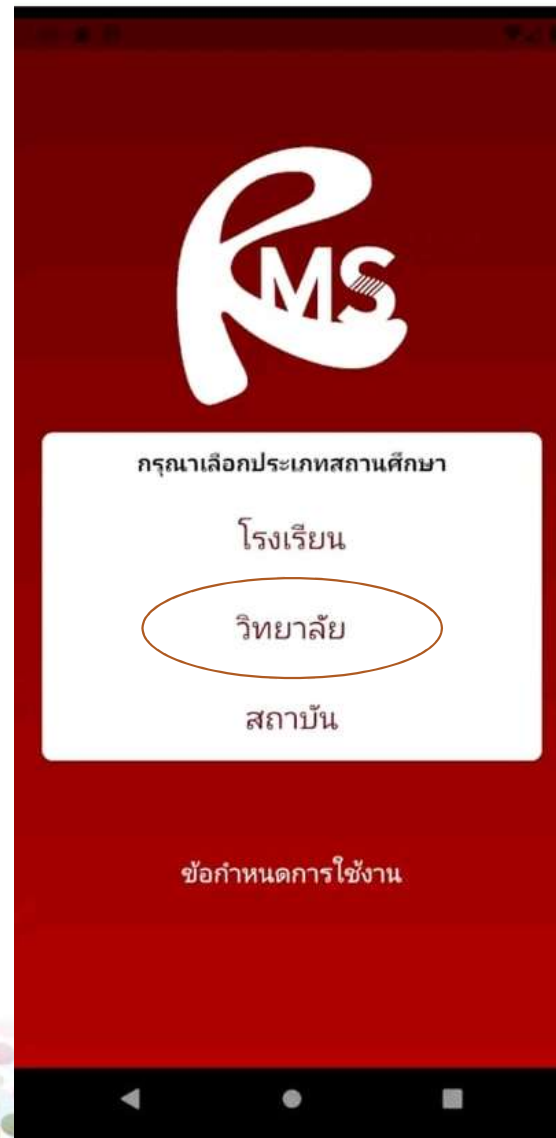 RMS
กรุณาเลือกประเภทสถานศึกษา
โรงเรียน
วิทยาลัย
สถาบัน
ข้อกำหนดการใช้งาน